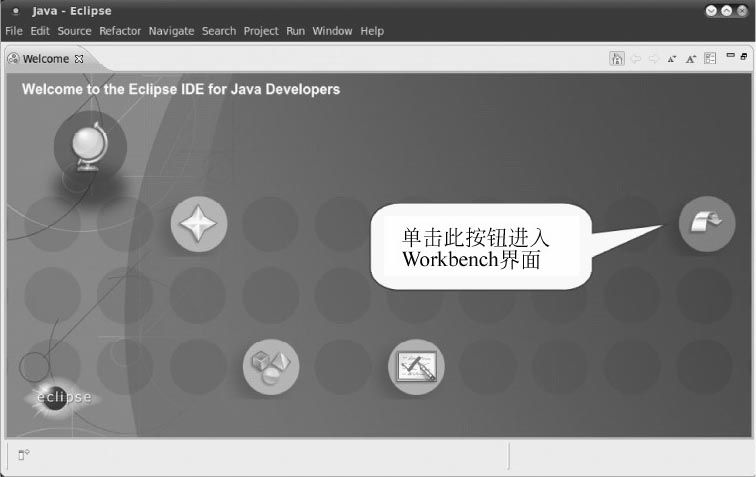 Java - Eclipse
File Edit Source Refactor Navigate Search Project Run Window Help
Welcome
Welcome to the Eclipse IDE for Java Developers
单击此按钮进入
Workbench界面
eclipse